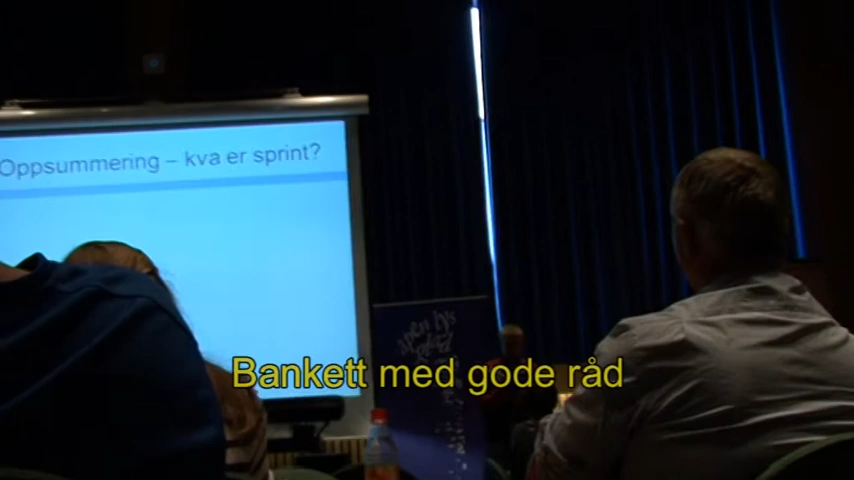 Oppsummering – kva er sprint?
Bankett med gode råd